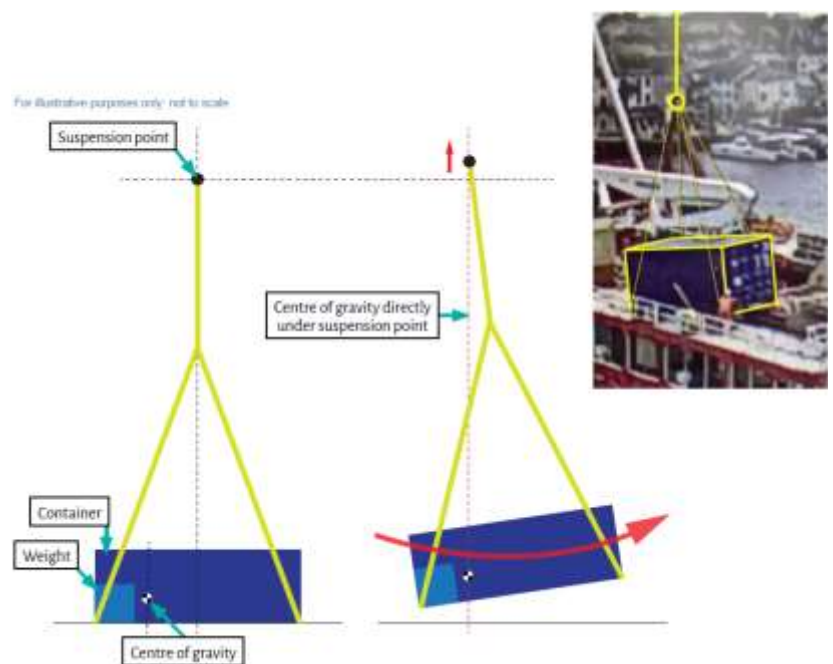 For illustrative purposes only: not to scale
Suspension point
Centre of gravity directly
under suspension point
Container
Weight
Centre of gravity